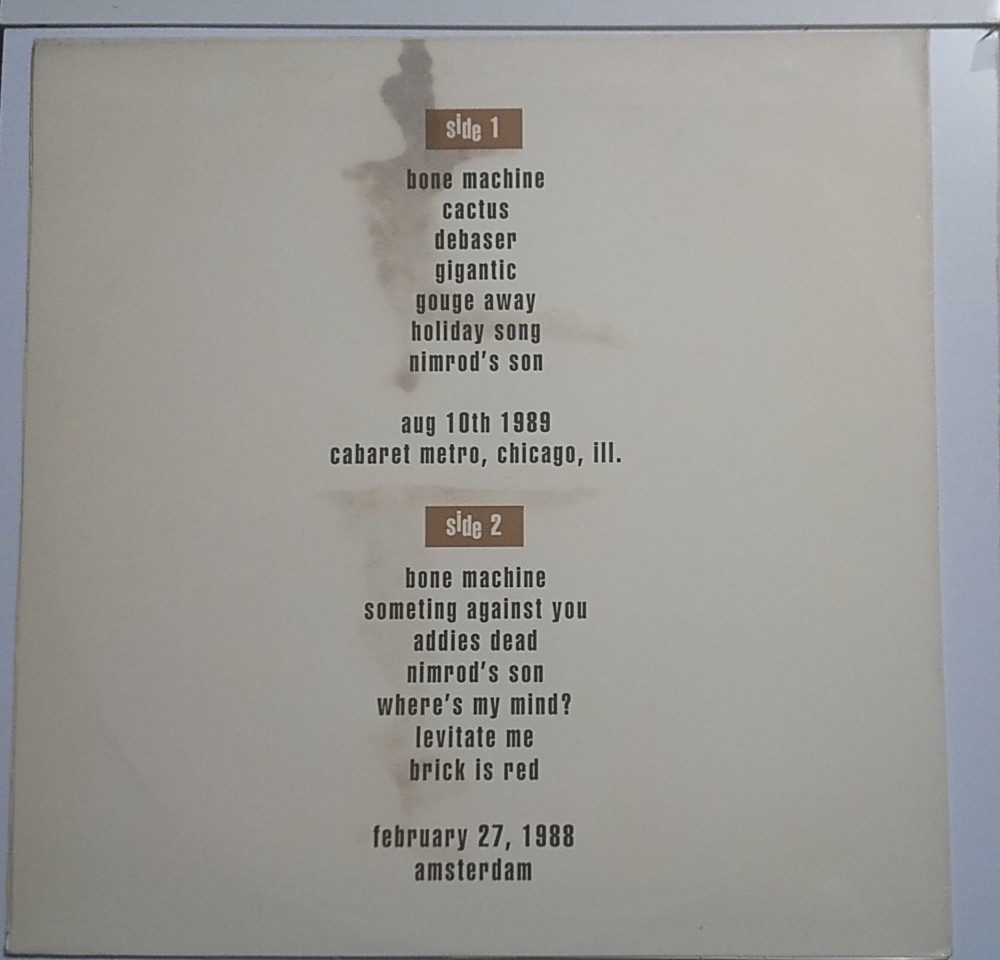 side 1
bone machine
cactus
debaser
gigantic
gouge away
holiday song
nimrod's son
aug 10th 1989
cabaret metro, chicago, ill.
side 2
bone machine
someting against you
addies dead
nimrod's son
where's my mind?
levitate me
brick is red
february 27, 1988
amsterdam